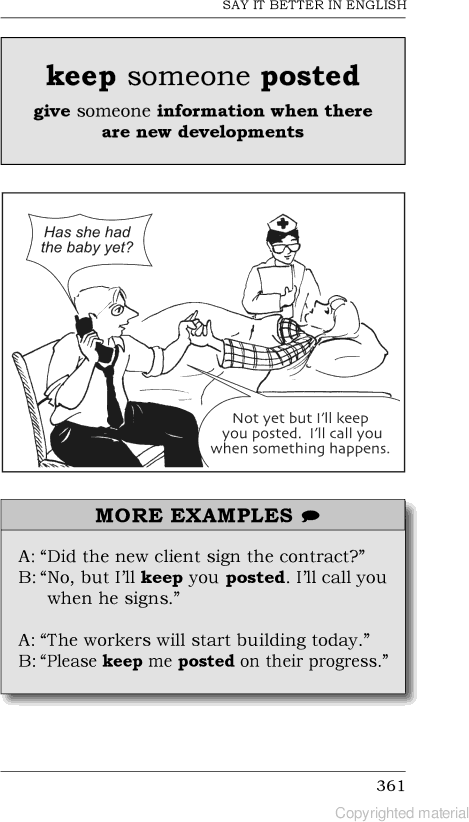 SAY IT BETTER IN ENGLISH
keep someone posted
give someone information when there
are new developments
Has she had
the baby yet?
Not yet but I'll keep
you posted. I'll call you
when something happens.
MORE EXAMPLES
A: “Did the new client sign the contract?”
B: “No, but I’ll keep you posted. I’ll call you
when he signs.”
A: “The workers will start building today.”
B: “Please keep me posted on their progress.”
361
Copyrighted material